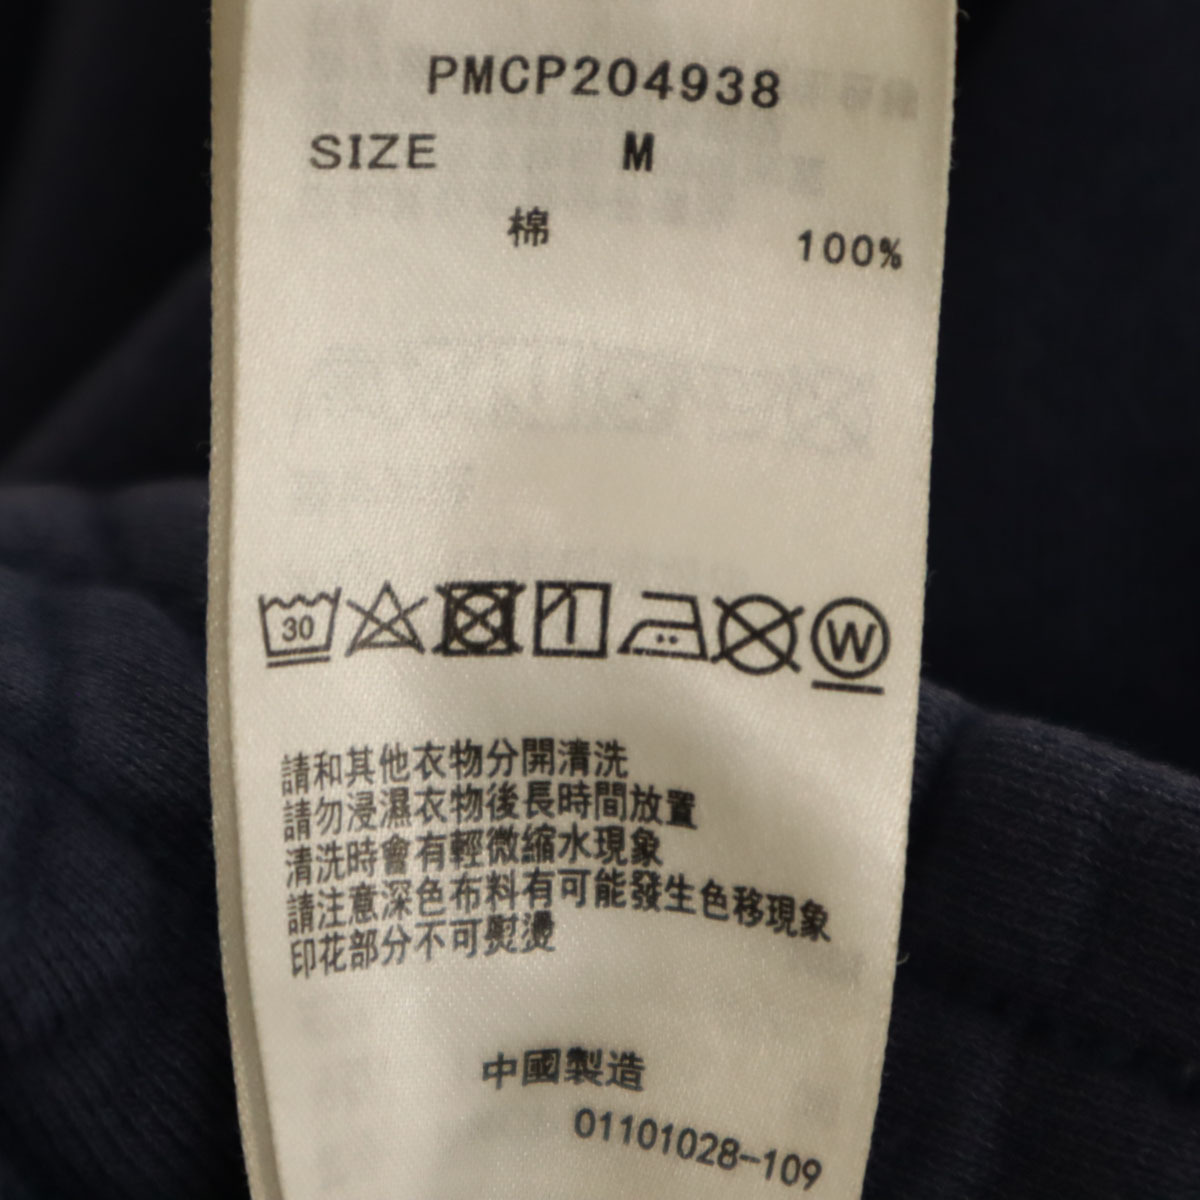 PMCP204938
SIZE M
棉 100%
30 W
請和其他衣物分開清洗
請勿浸濕衣物後長時間放置
清洗時會有輕微縮水現象
請注意深色布料有可能發生色移現象
印花部分不可熨燙
中國製造
01101028-109